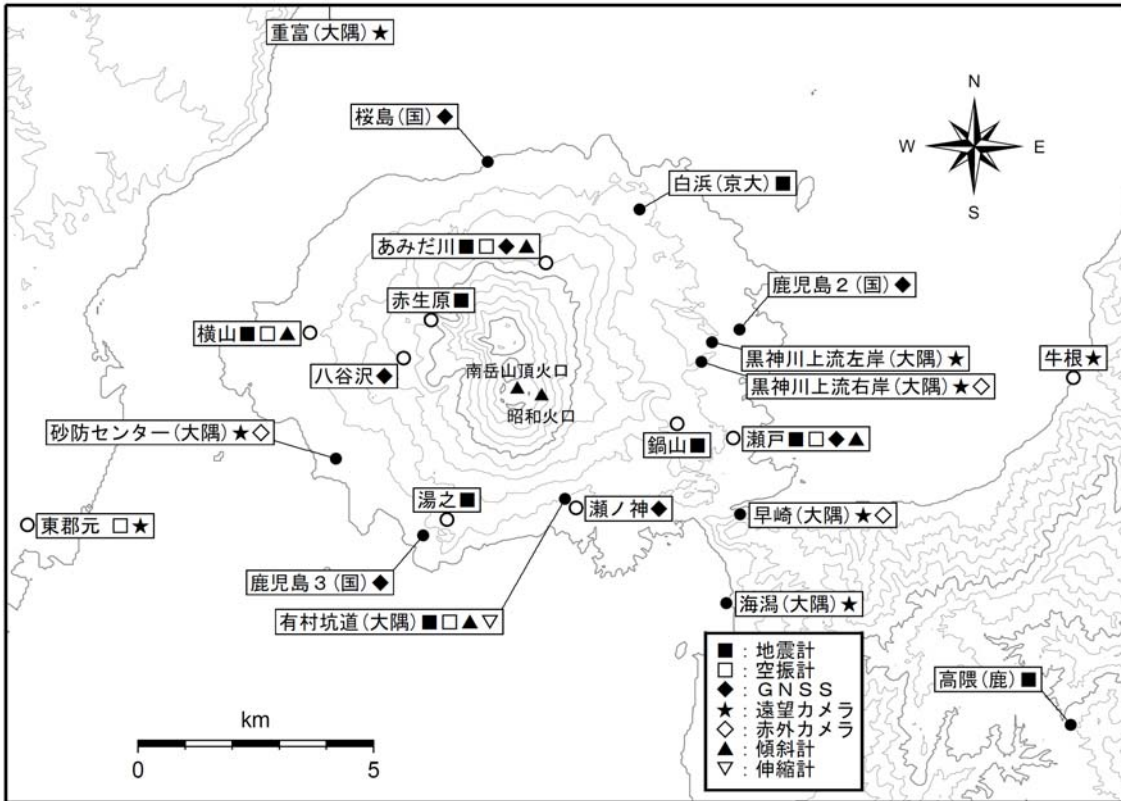 重富(大隅)★
桜島(国)◆
N
W
E
S
白浜(京大)■
あみだ川■□◆▲
鹿児島2(国)◆
赤生原■
横山■□▲
黒神川上流左岸(大隅)★
牛根★
八谷沢◆
南岳山頂火口
黒神川上流右岸(大隅)★◇
昭和火口
砂防センター(大隅)★◇
鍋山■
瀬戸■□◆▲
湯之■
瀬ノ神◆
早崎(大隅)★◇
東郡元 □★
鹿児島3(国)◆
海潟(大隅)★
有村坑道(大隅)■□▲▽
■:地震計
□:空振計
◆:GNSS
★:遠望カメラ
◇:赤外カメラ
▲:傾斜計
▽:伸縮計
高隈(鹿)■
km
0
5